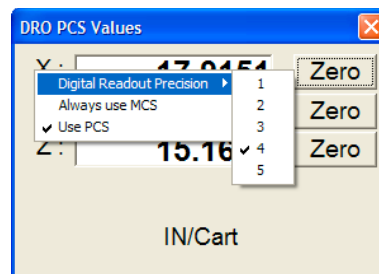 DRO PCS Values
X: 17.9151 Zero
Digital Readout Precision 1
Always use MCS 2 Zero
Use PCS 3
Z: 15.16 4 Zero
5
IN/Cart